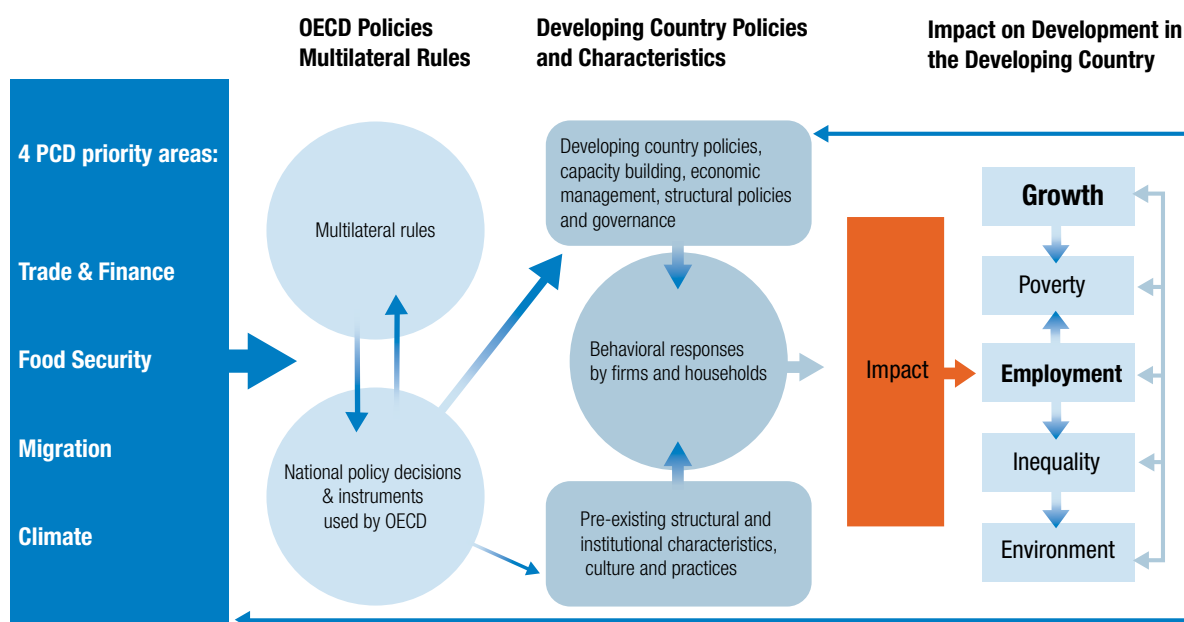 OECD Policies
Multilateral Rules
Developing Country Policies
and Characteristics
Impact on Development in
the Developing Country
4 PCD priority areas:
Trade & Finance
Food Security
Migration
Climate
Multilateral rules
National policy decisions
& instruments
used by OECD
Developing country policies,
capacity building, economic
management, structural policies
and governance
Behavioral responses
by firms and households
Pre-existing structural and
institutional characteristics,
culture and practices
Impact
Growth
Poverty
Employment
Inequality
Environment